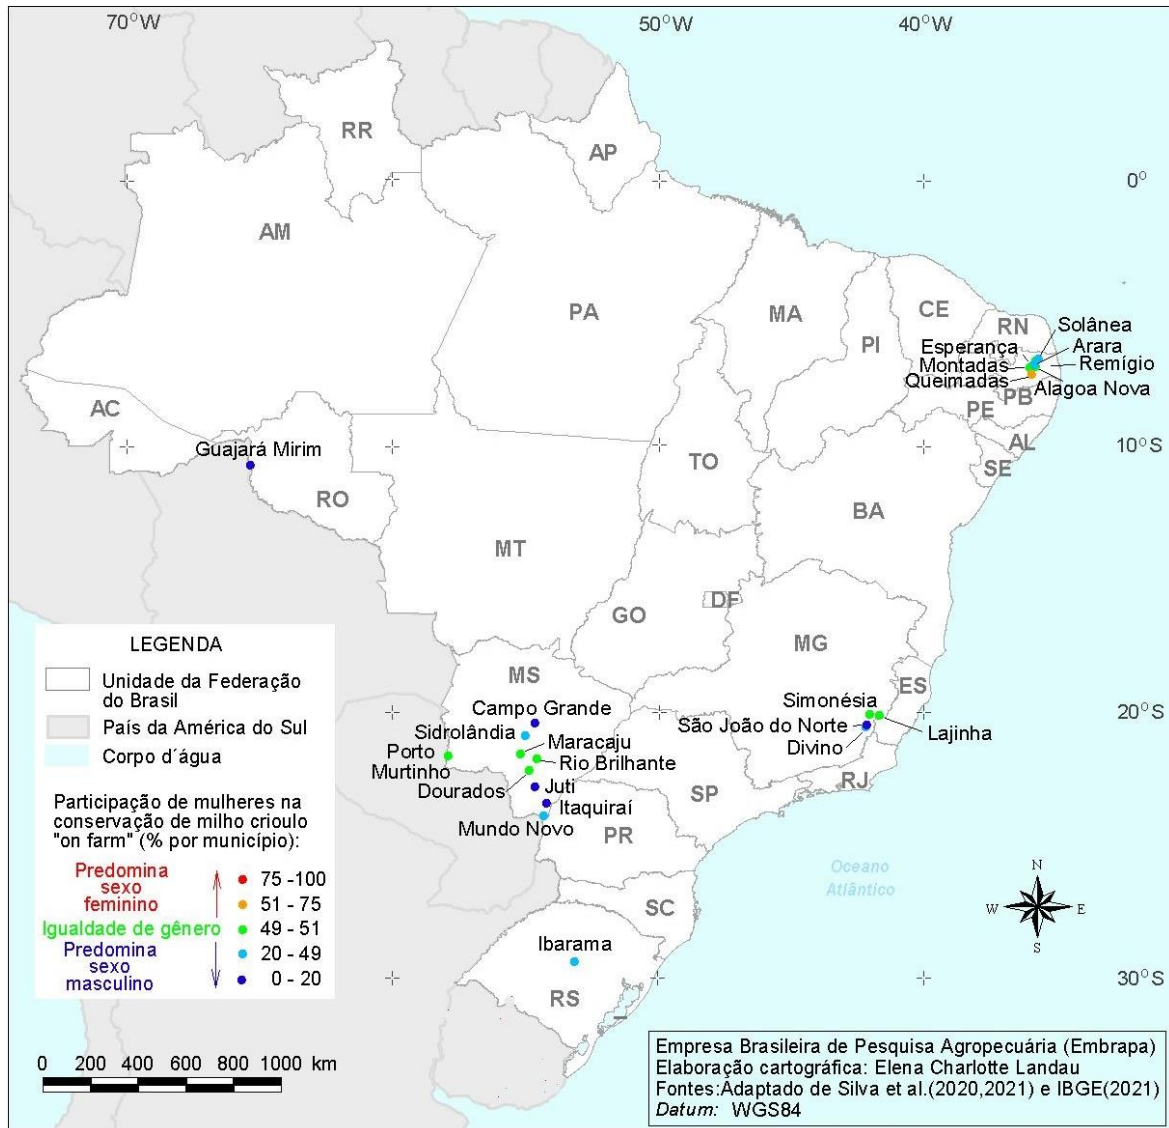 70°W
50°W
40°W
RR
AP
0°
AM
PA
MA
CE
RN
PI
Solânea
Esperança
Arara
Montadas
Remígio
Queimadas
Alagoa Nova
PB
PE
AC
AL
10°S
Guajará Mirim
TO
SE
RO
BA
MT
DF
GO
MG
LEGENDA
Unidade da Federação
do Brasil
País da América do Sul
Corpo d´água
MS
ES
Simonésia
Campo Grande
20°S
São João do Norte
Sidrolândia
Lajinha
Divino
Maracaju
Porto
Murtinho
Rio Brilhante
Dourados
RJ
Juti
SP
Itaquiraí
Mundo Novo
PR
Participação de mulheres na
conservação de milho crioulo
"on farm" (% por município):
Predomina
sexo
feminino
75 -100
51 - 75
Igualdade de gênero
49 - 51
Predomina
sexo
masculino
20 - 49
0 - 20
Oceano
Atlântico
N
W
E
S
SC
Ibarama
RS
30°S
0 200 400 600 800 1000 km
Empresa Brasileira de Pesquisa Agropecuária (Embrapa)
Elaboração cartográfica: Elena Charlotte Landau
Fontes:Adaptado de Silva et al.(2020,2021) e IBGE(2021)
Datum: WGS84